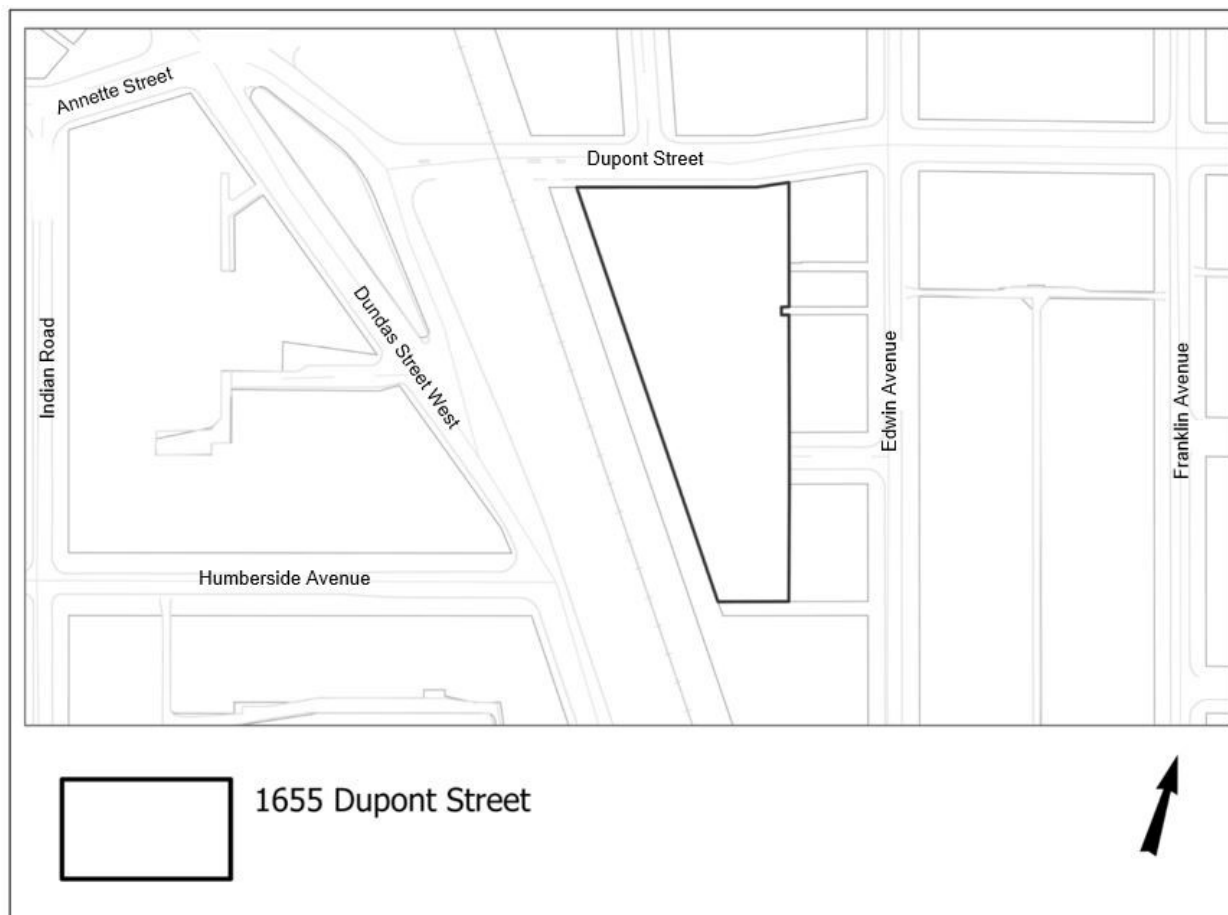 Annette Street
Dupont Street
Indian Road
Dundas Street West
Edwin Avenue
Franklin Avenue
Humberside Avenue
1655 Dupont Street